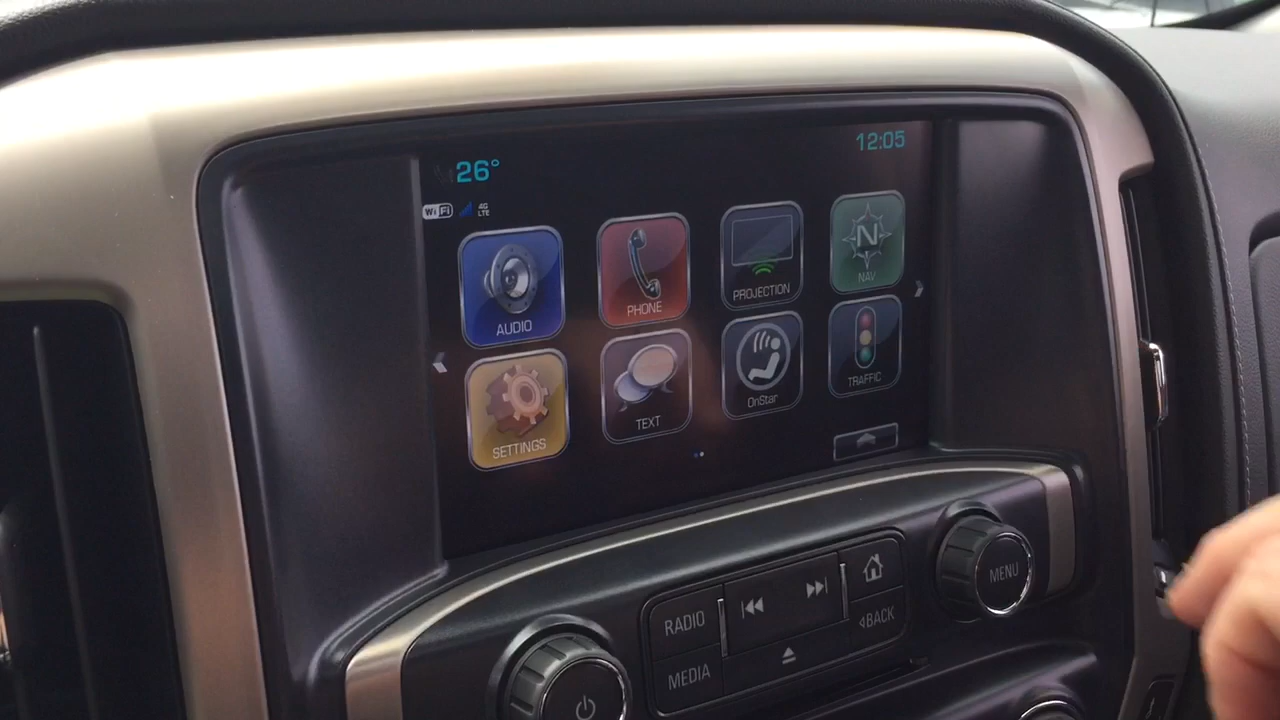 26°
12:05
WiFi 4G LTE
AUDIO
PHONE
PROJECTION
N
NAV
SETTINGS
TEXT
OnStar
TRAFFIC
RADIO
MEDIA
BACK
MENU